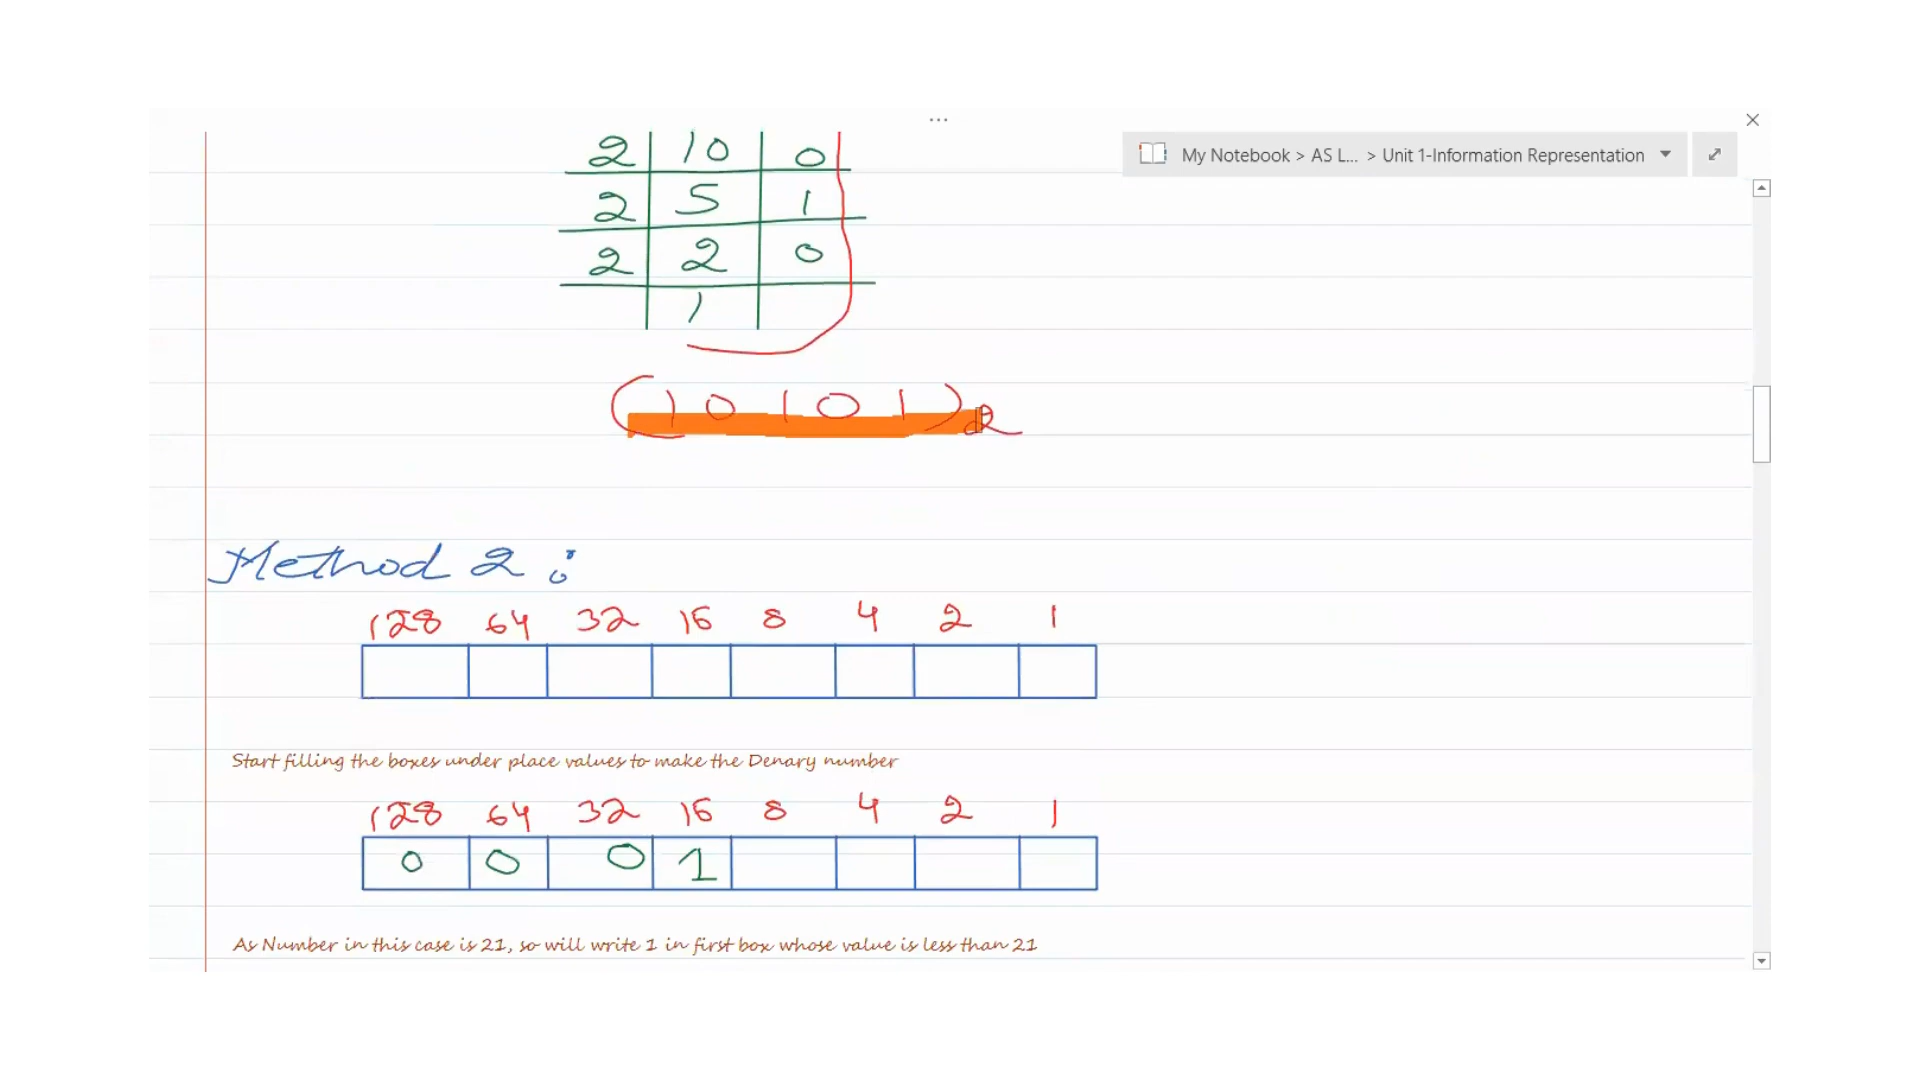 ...
My Notebook > AS L... > Unit 1-Information Representation
2 10 0
2 5 1
2 2 0
1
(10101)2
Method 2 :
128 64 32 16 8 4 2 1
Start filling the boxes under place values to make the Denary number
128 64 32 16 8 4 2 1
0 0 0 1
As Number in this case is 21, so will write 1 in first box whose value is less than 21